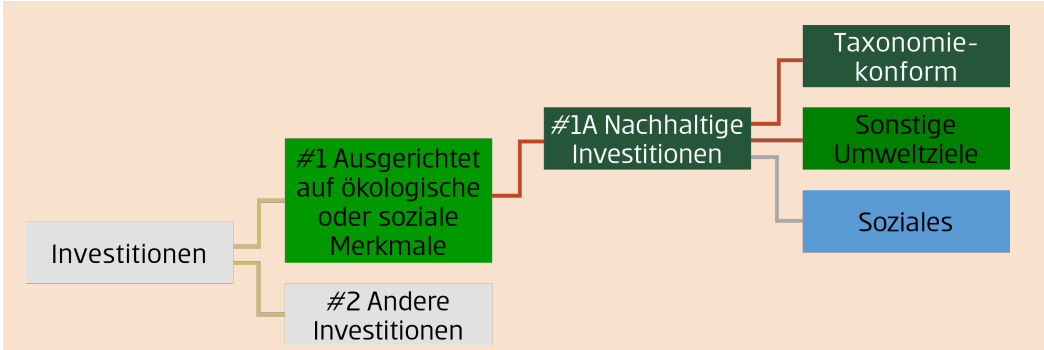 Taxonomie-
konform
#1A Nachhaltige
Investitionen
Sonstige
Umweltziele
#1 Ausgerichtet
auf ökologische
oder soziale
Merkmale
Soziales
Investitionen
#2 Andere
Investitionen